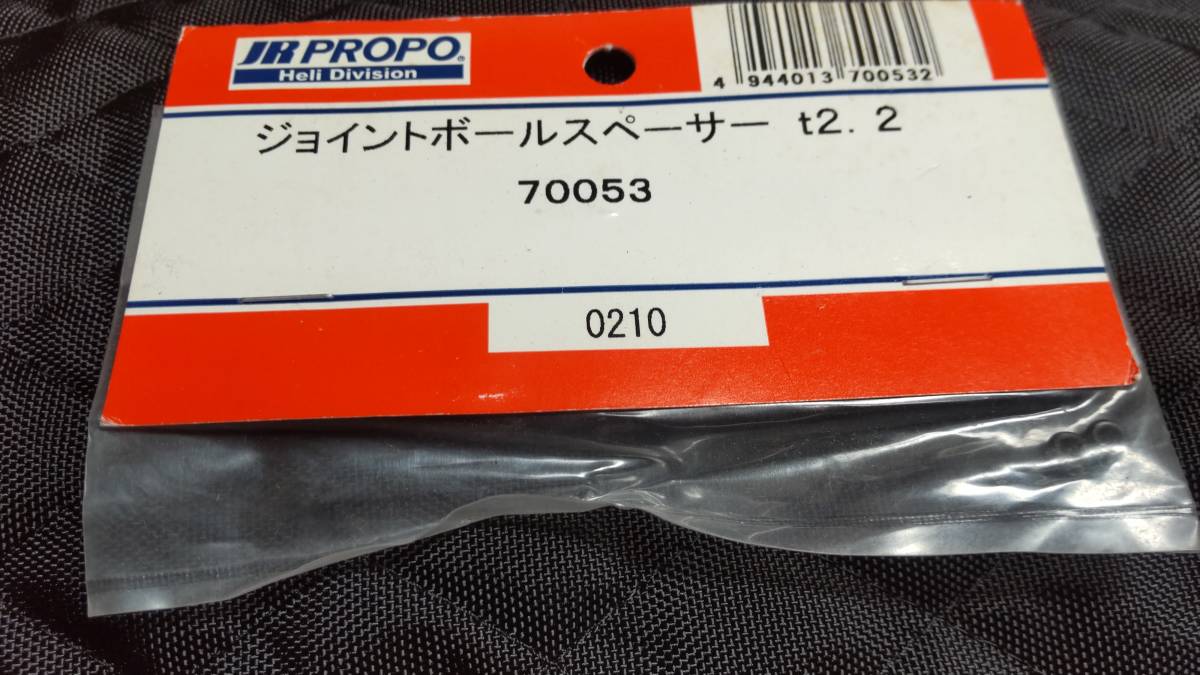 JR PROPO®
Heli Division
4 944013 700532
ジョイントボールスペーサー t2.2
70053
0210